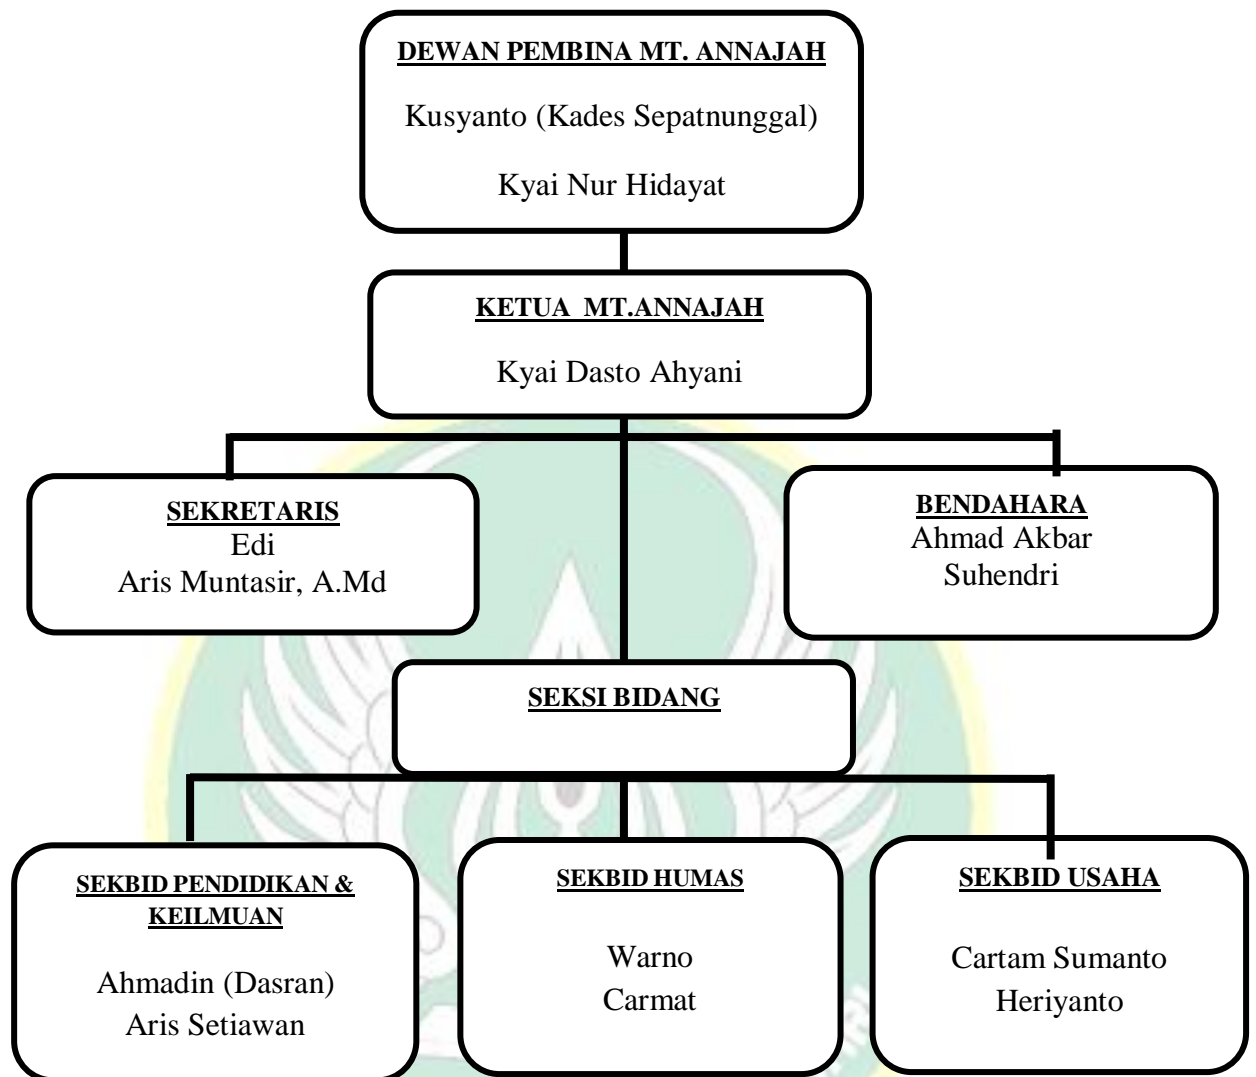 DEWAN PEMBINA MT. ANNAJAH
Kusyanto (Kades Sepatnunggal)
Kyai Nur Hidayat
KETUA MT.ANNAJAH
Kyai Dasto Ahyani
SEKRETARIS
Edi
Aris Muntasir, A.Md
BENDAHARA
Ahmad Akbar
Suhendri
SEKSI BIDANG
SEKBID PENDIDIKAN &
KEILMUAN
Ahmadin (Dasran)
Aris Setiawan
SEKBID HUMAS
Warno
Carmat
SEKBID USAHA
Cartam Sumanto
Heriyanto